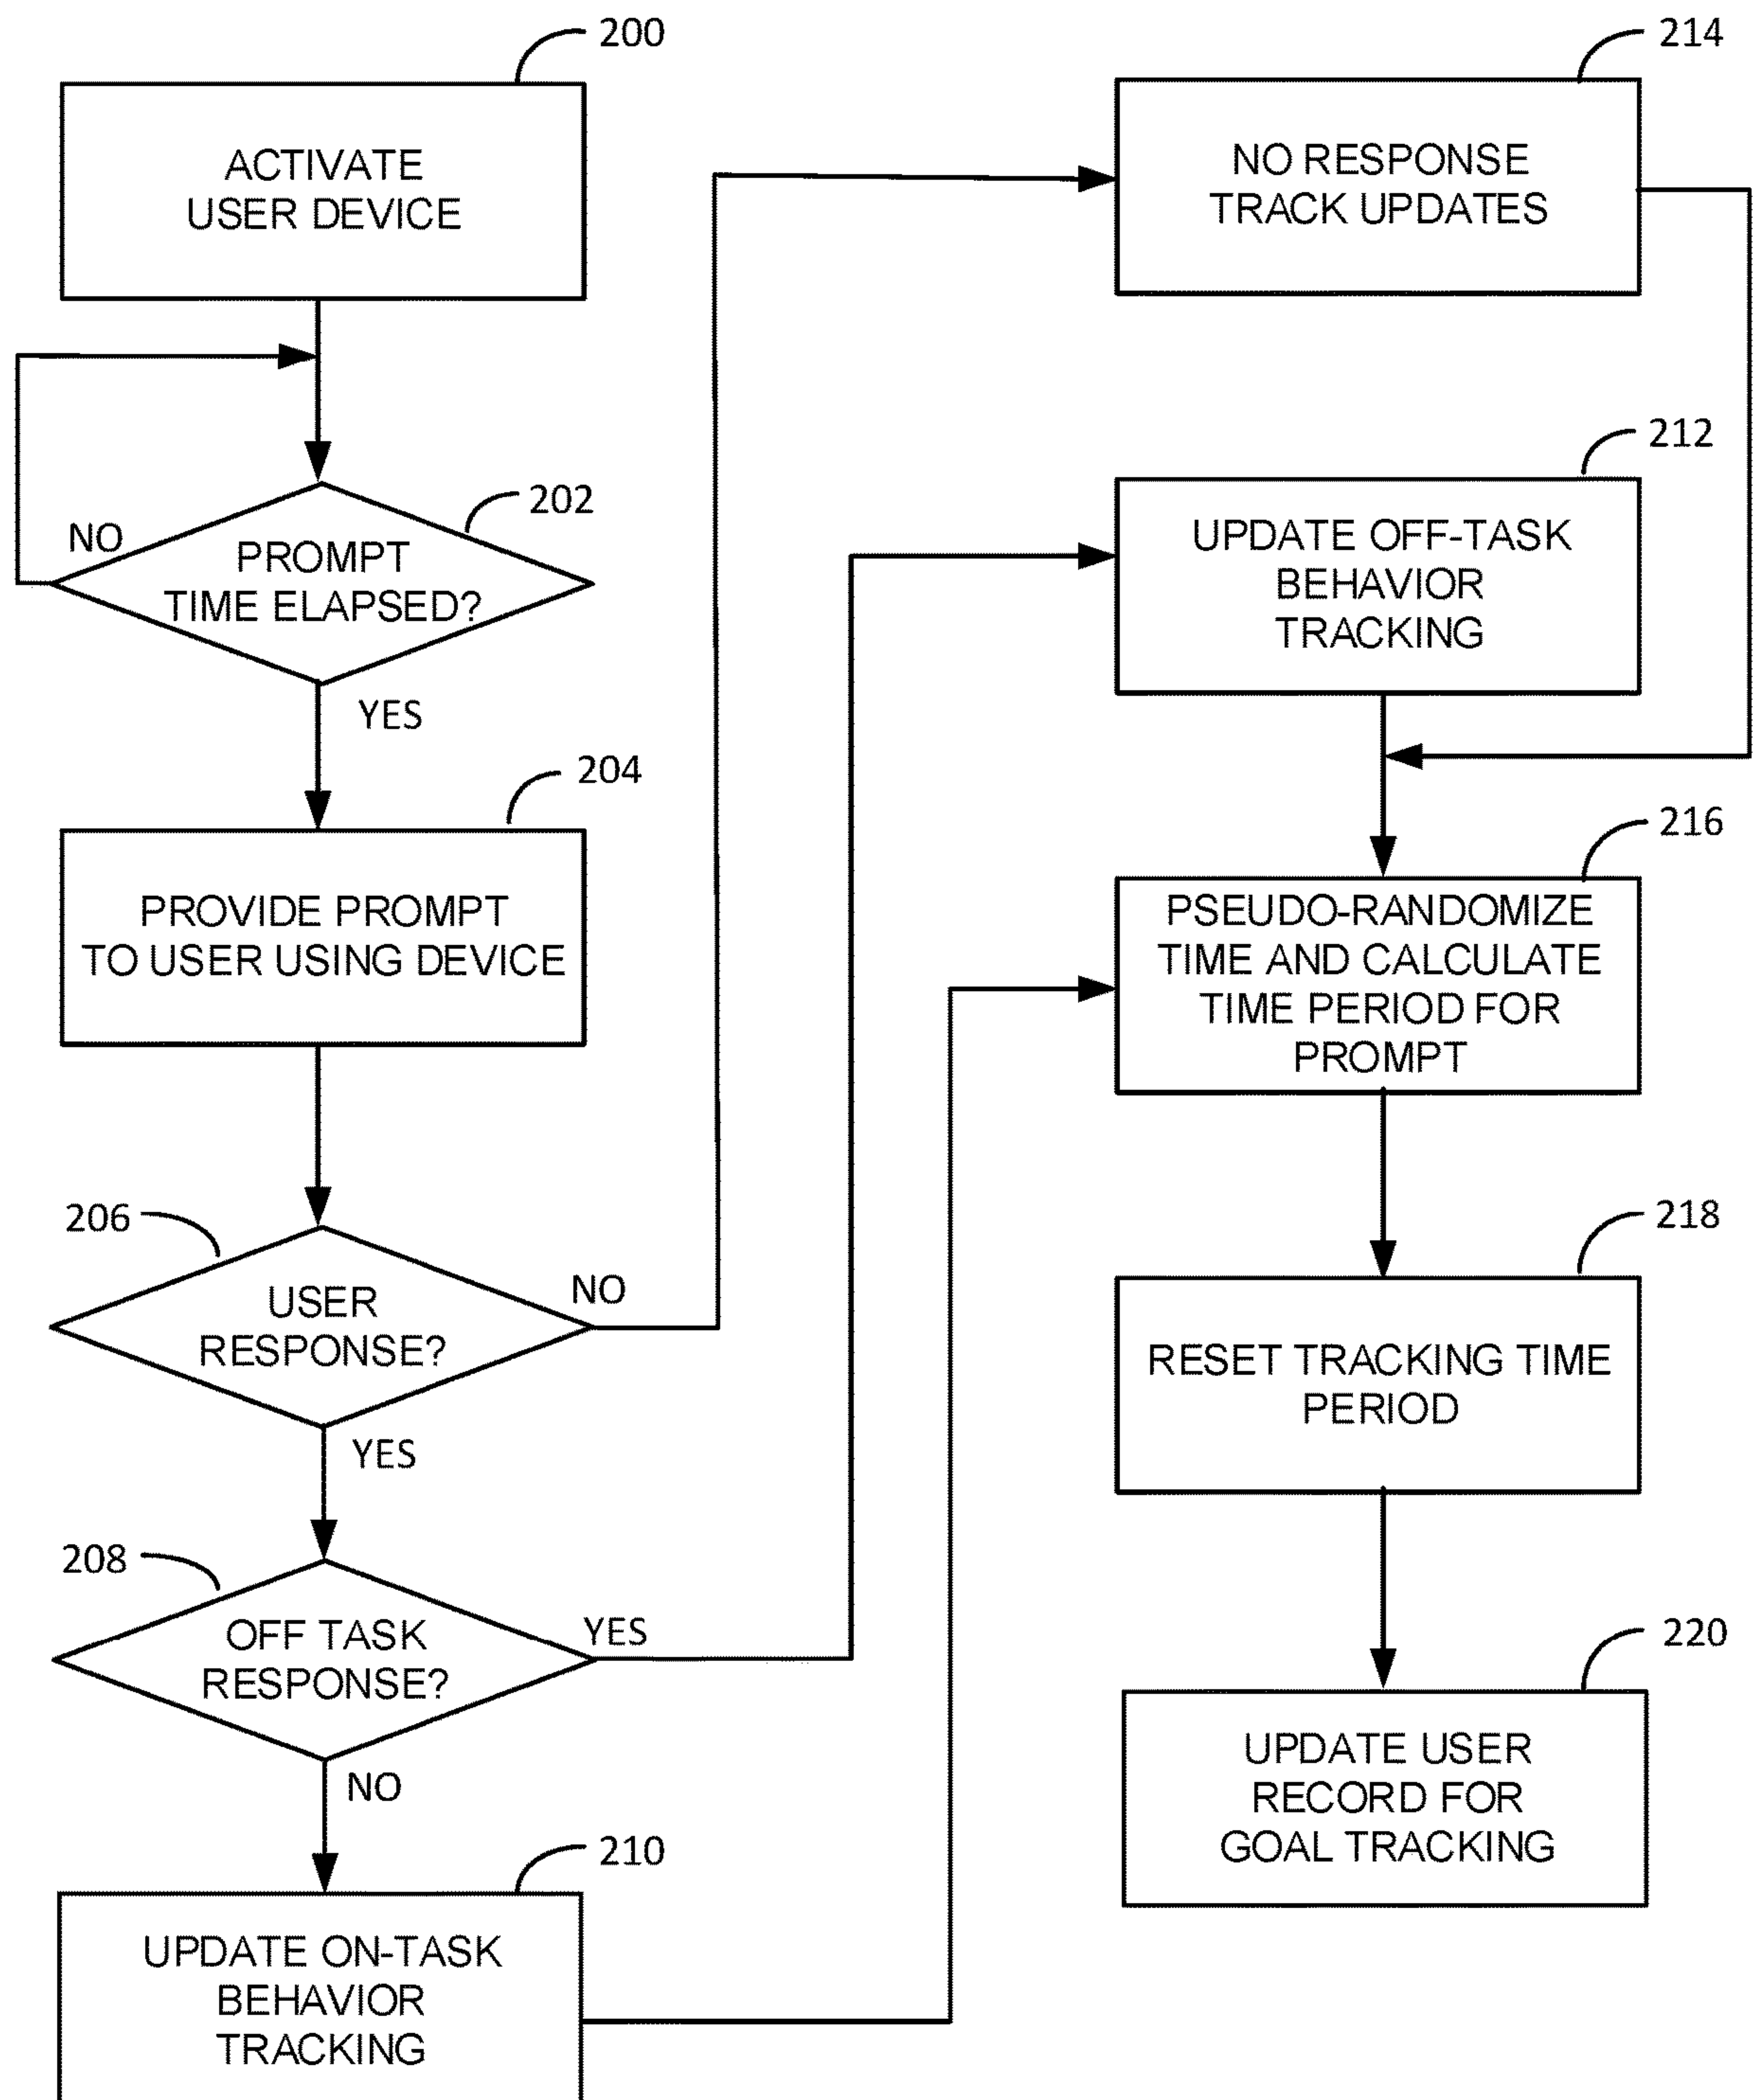 200
ACTIVATE
USER DEVICE
202
NO
PROMPT
TIME ELAPSED?
YES
204
PROVIDE PROMPT
TO USER USING DEVICE
206
USER
RESPONSE?
NO
YES
208
OFF TASK
RESPONSE?
YES
NO
210
UPDATE ON-TASK
BEHAVIOR
TRACKING
214
NO RESPONSE
TRACK UPDATES
212
UPDATE OFF-TASK
BEHAVIOR
TRACKING
216
PSEUDO-RANDOMIZE
TIME AND CALCULATE
TIME PERIOD FOR
PROMPT
218
RESET TRACKING TIME
PERIOD
220
UPDATE USER
RECORD FOR
GOAL TRACKING